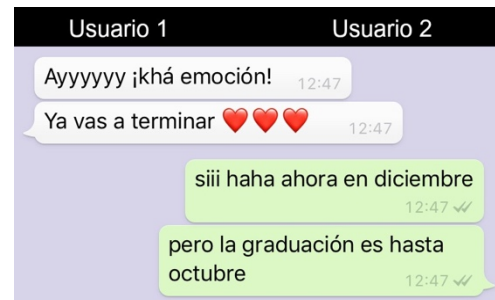 Usuario 1 Usuario 2
Ayyyyyy ¡khá emoción! 12:47
Ya vas a terminar ❤️❤️❤️ 12:47
siii haha ahora en diciembre
12:47
pero la graduación es hasta
octubre 12:47